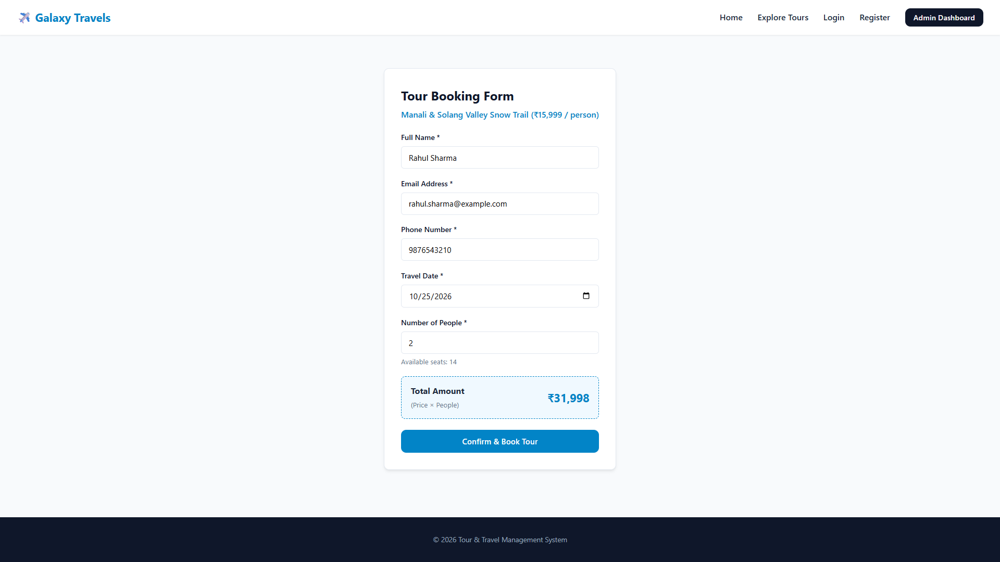 Galaxy Travels
Home
Explore Tours
Login
Register
Admin Dashboard
Tour Booking Form
Manali & Solang Valley Snow Trail (₹15,999 / person)
Full Name *
Rahul Sharma
Email Address *
rahul.sharma@example.com
Phone Number *
9876543210
Travel Date *
10/25/2026
Number of People *
2
Available seats: 14
Total Amount
(Price × People)
₹31,998
Confirm & Book Tour
© 2026 Tour & Travel Management System